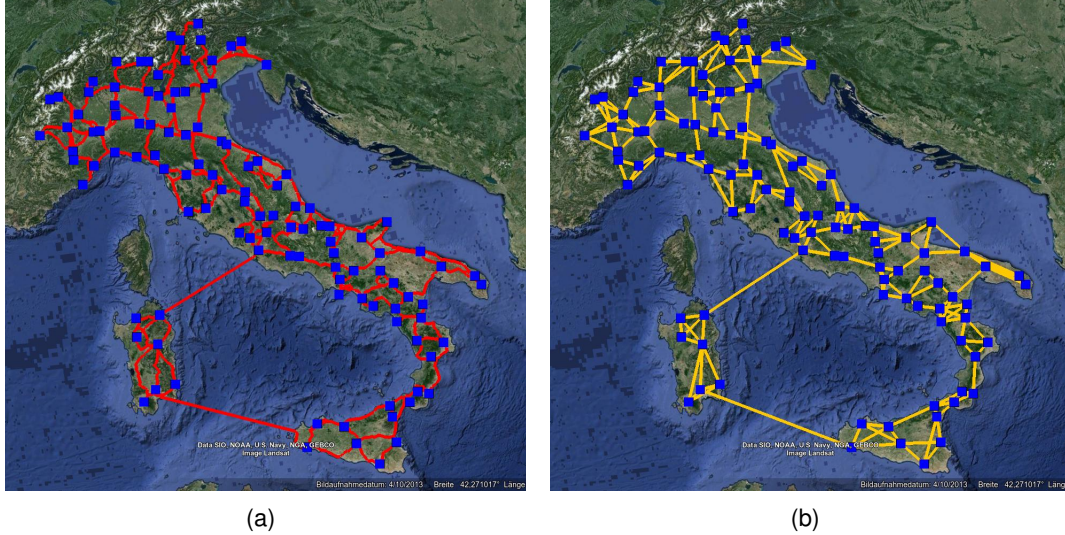 Data SIO, NOAA, U.S. Navy, NGA, GEBCO
Image Landsat
Bildaufnahmedatum: 4/10/2013 Breite 42,271017° Länge
Data SIO, NOAA, U.S. Navy, NGA, GEBCO
Image Landsat
Bildaufnahmedatum: 4/10/2013 Breite 42,271017° Länge
(a)
(b)